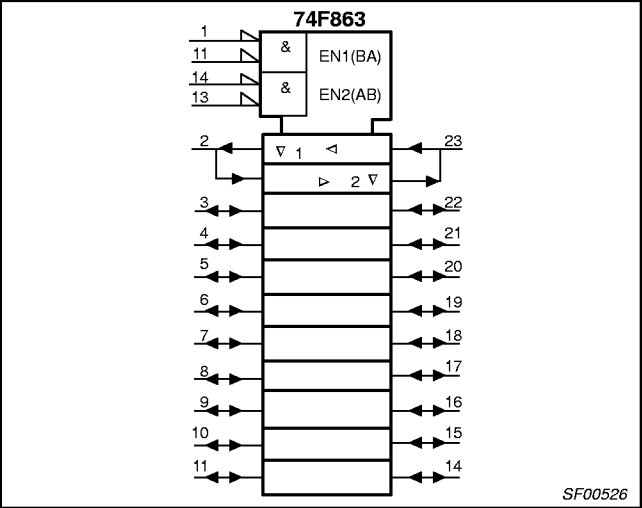 74F863
1
& EN1(BA)
11
14
& EN2(AB)
13
2 23
▽ 1 ◁
▷ 2 ▽
3 22
4 21
5 20
6 19
7 18
8 17
9 16
10 15
11 14
SF00526